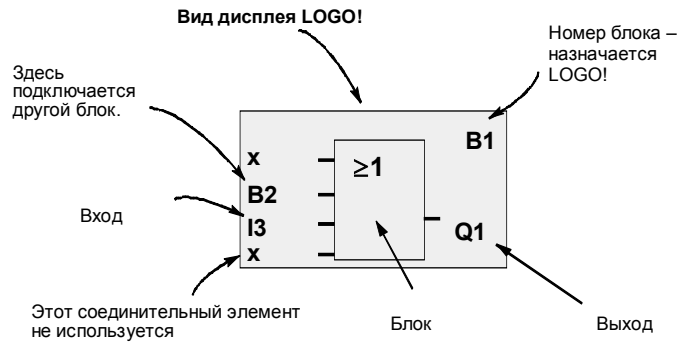 Вид дисплея LOGO!
Номер блока –
назначается
LOGO!
Здесь
подключается
другой блок.
B1
x
≥1
B2
Вход
I3
Q1
x
Этот соединительный элемент
не используется
Блок
Выход